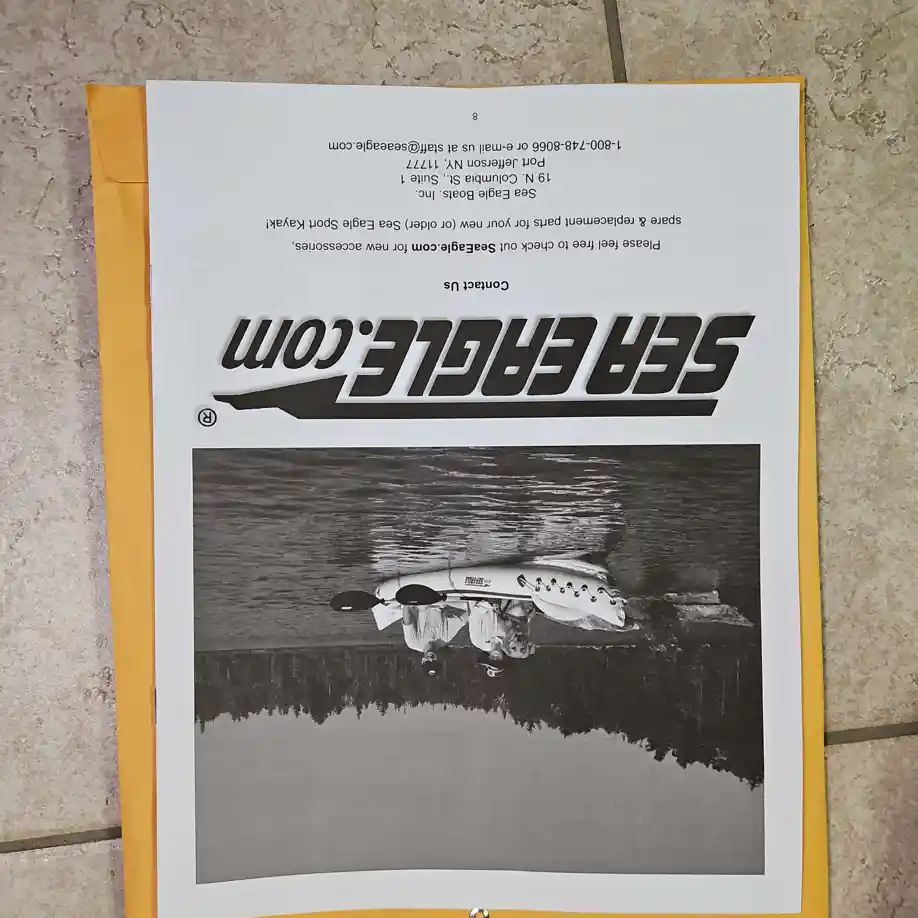 SEA EAGLE.com®
Contact Us
Please feel free to check out SeaEagle.com for new accessories,
spare & replacement parts for your new (or older) Sea Eagle Sport Kayak!
Sea Eagle Boats. Inc.
19 N. Columbia St., Suite 1
Port Jefferson NY, 11777
1-800-748-8066 or e-mail us at staff@seaeagle.com
8